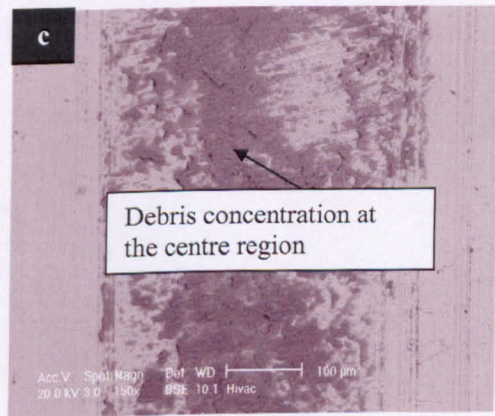 c
Debris concentration at
the centre region
Acc.V Spot Magn Det WD 100 µm
20.0 kV 3.0 150x BSE 10.1 Hivac